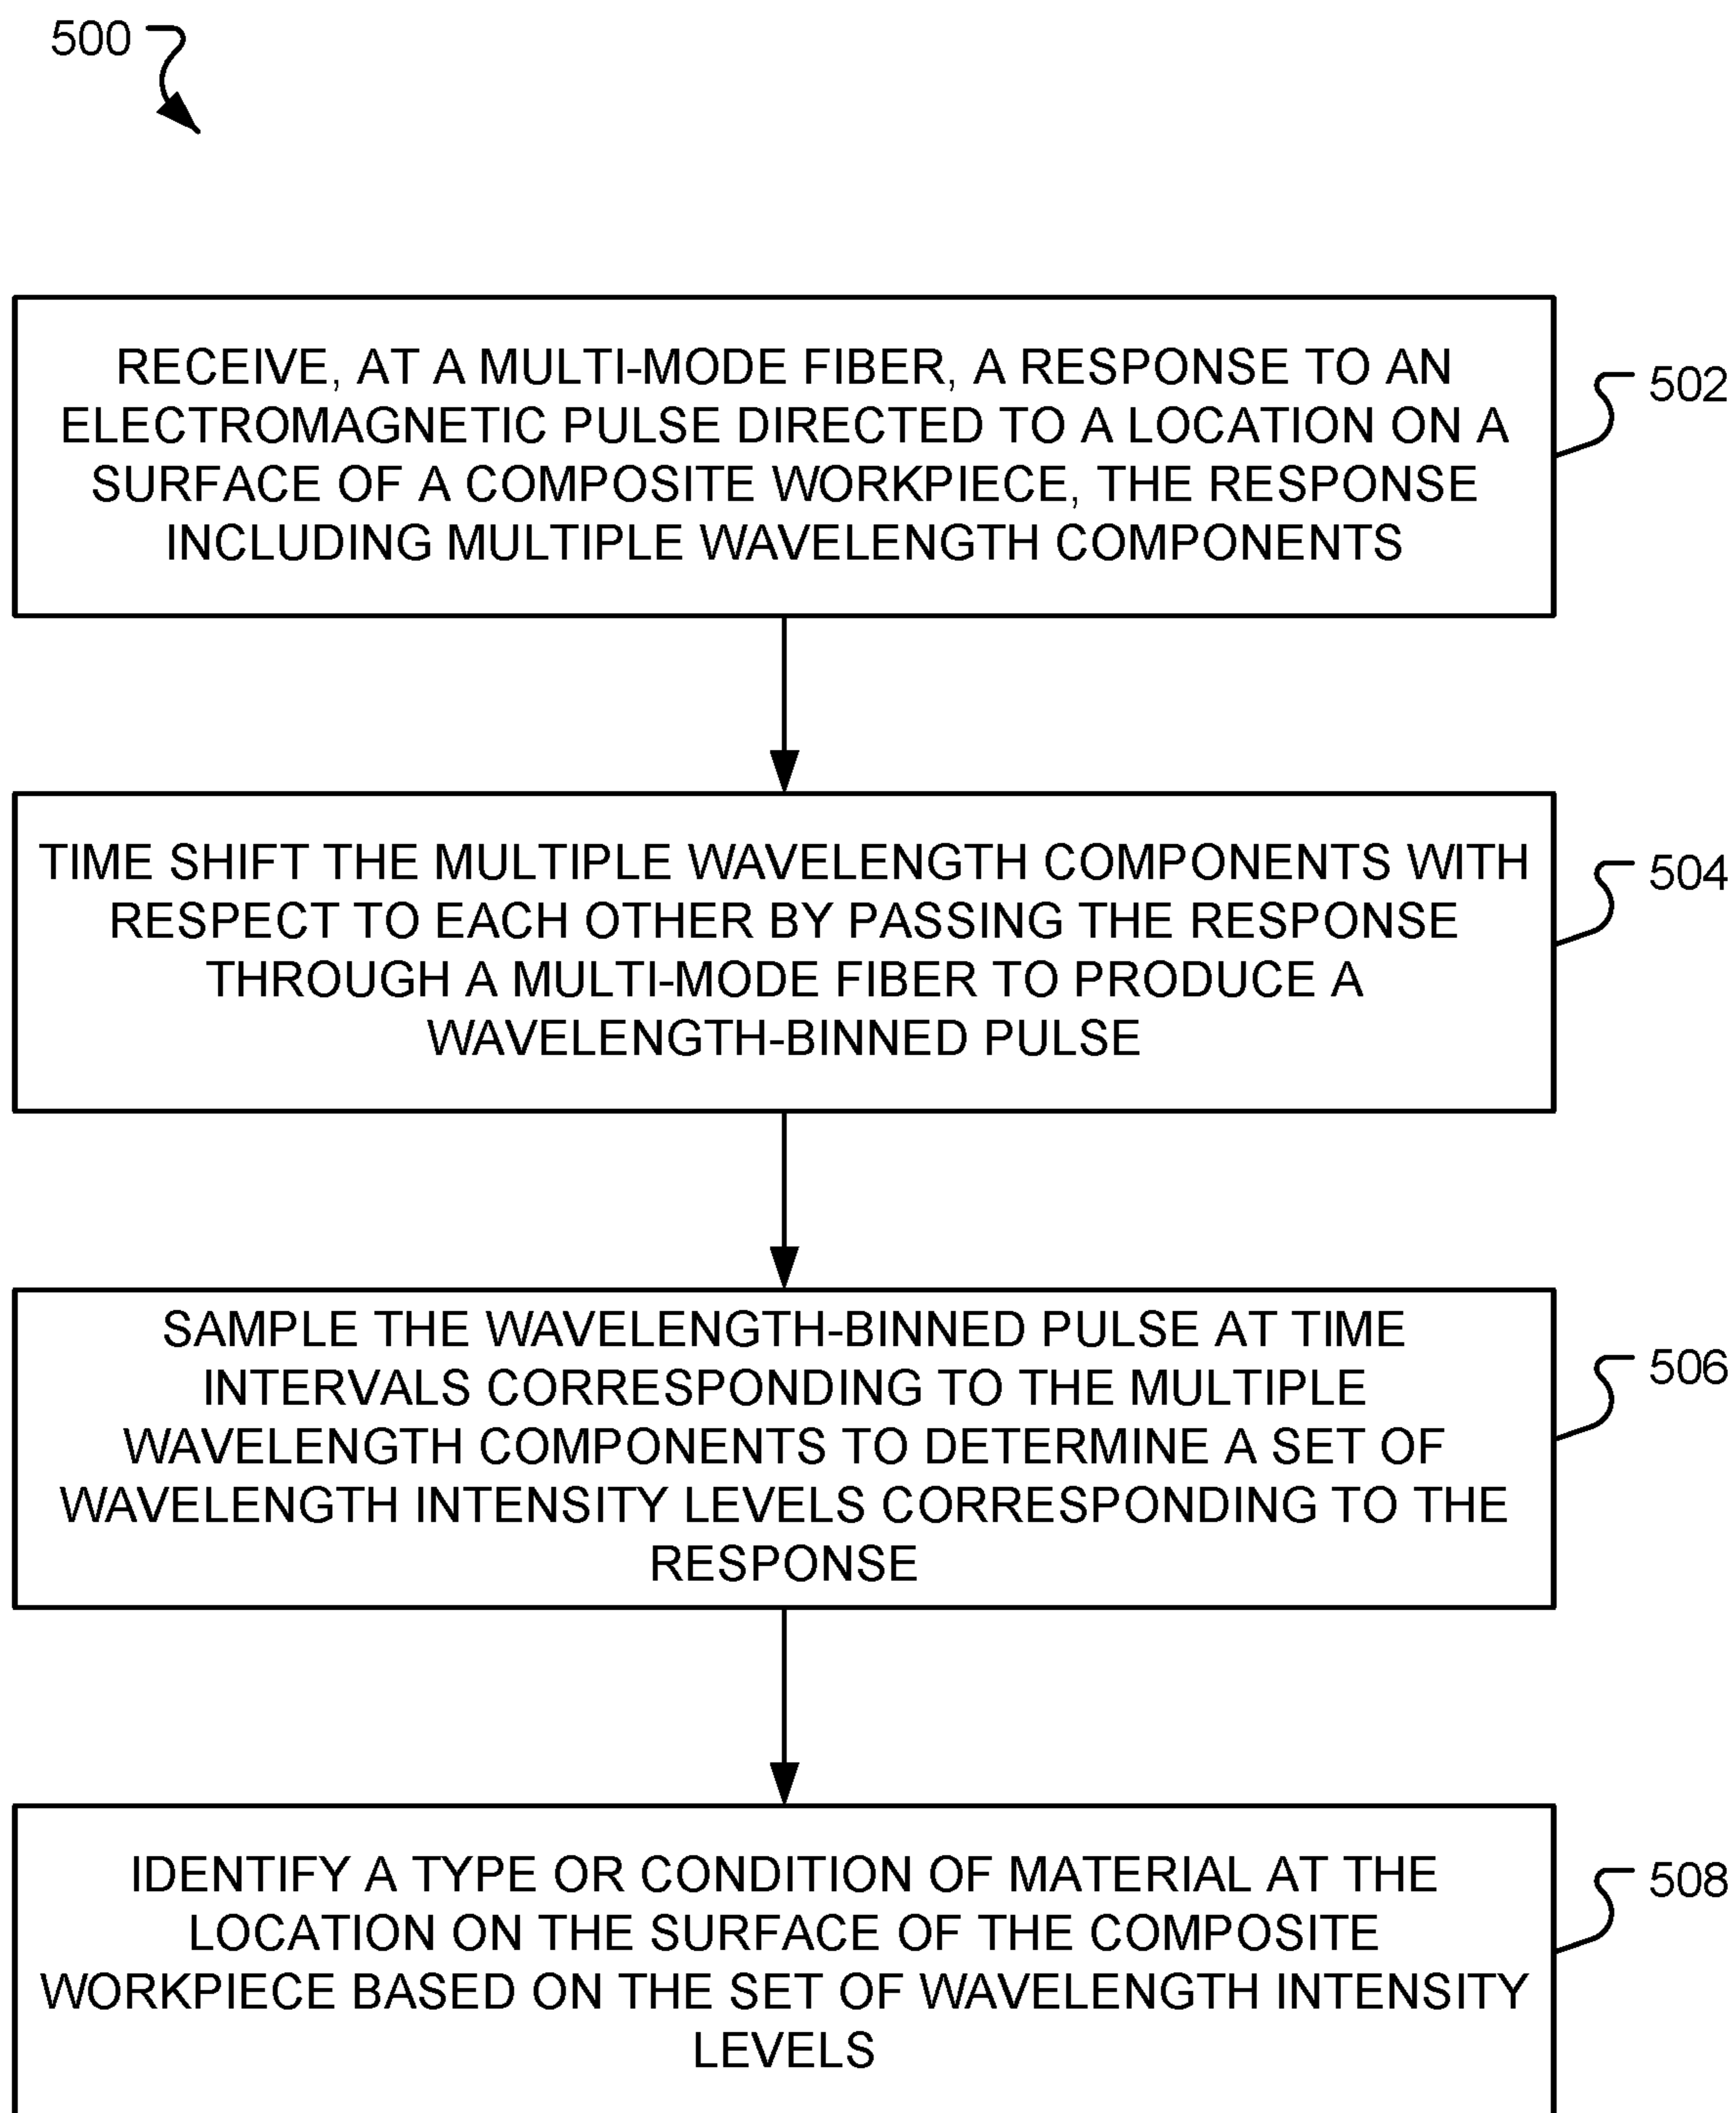 500
RECEIVE, AT A MULTI-MODE FIBER, A RESPONSE TO AN
ELECTROMAGNETIC PULSE DIRECTED TO A LOCATION ON A
SURFACE OF A COMPOSITE WORKPIECE, THE RESPONSE
INCLUDING MULTIPLE WAVELENGTH COMPONENTS
502
TIME SHIFT THE MULTIPLE WAVELENGTH COMPONENTS WITH
RESPECT TO EACH OTHER BY PASSING THE RESPONSE
THROUGH A MULTI-MODE FIBER TO PRODUCE A
WAVELENGTH-BINNED PULSE
504
SAMPLE THE WAVELENGTH-BINNED PULSE AT TIME
INTERVALS CORRESPONDING TO THE MULTIPLE
WAVELENGTH COMPONENTS TO DETERMINE A SET OF
WAVELENGTH INTENSITY LEVELS CORRESPONDING TO THE
RESPONSE
506
IDENTIFY A TYPE OR CONDITION OF MATERIAL AT THE
LOCATION ON THE SURFACE OF THE COMPOSITE
WORKPIECE BASED ON THE SET OF WAVELENGTH INTENSITY
LEVELS
508